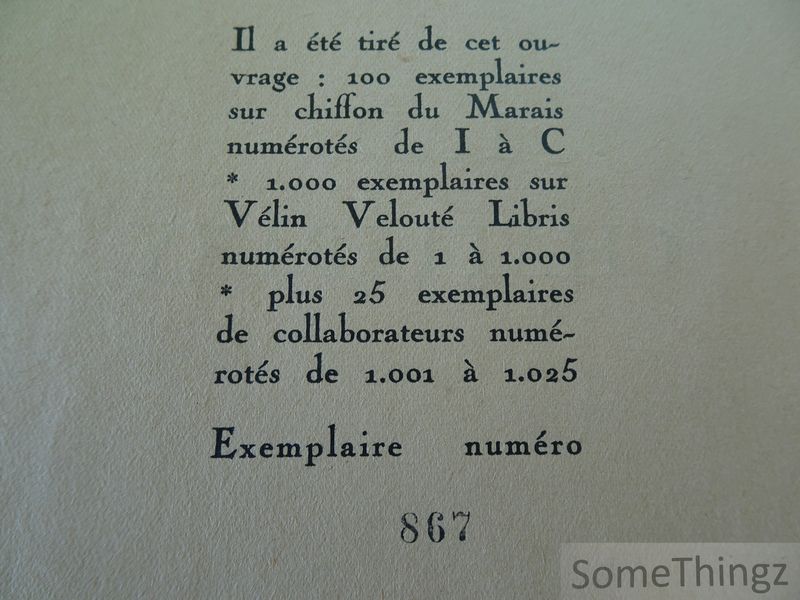 Il a été tiré de cet ou-
vrage : 100 exemplaires
sur chiffon du Marais
numérotés de I à C
* 1.000 exemplaires sur
Vélin Velouté Libris
numérotés de 1 à 1.000
* plus 25 exemplaires
de collaborateurs numé-
rotés de 1.001 à 1.025
Exemplaire numéro
867
SomeThingz